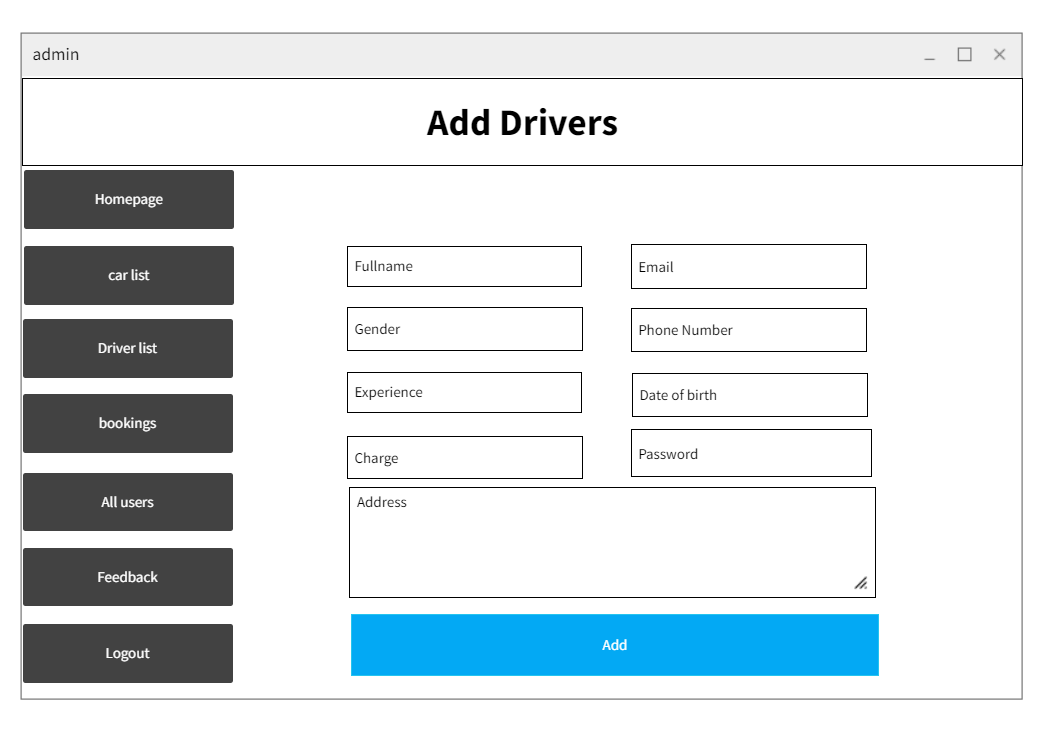 admin
Add Drivers
Homepage
car list
Driver list
bookings
All users
Feedback
Logout
Fullname
Email
Gender
Phone Number
Experience
Date of birth
Charge
Password
Address
Add